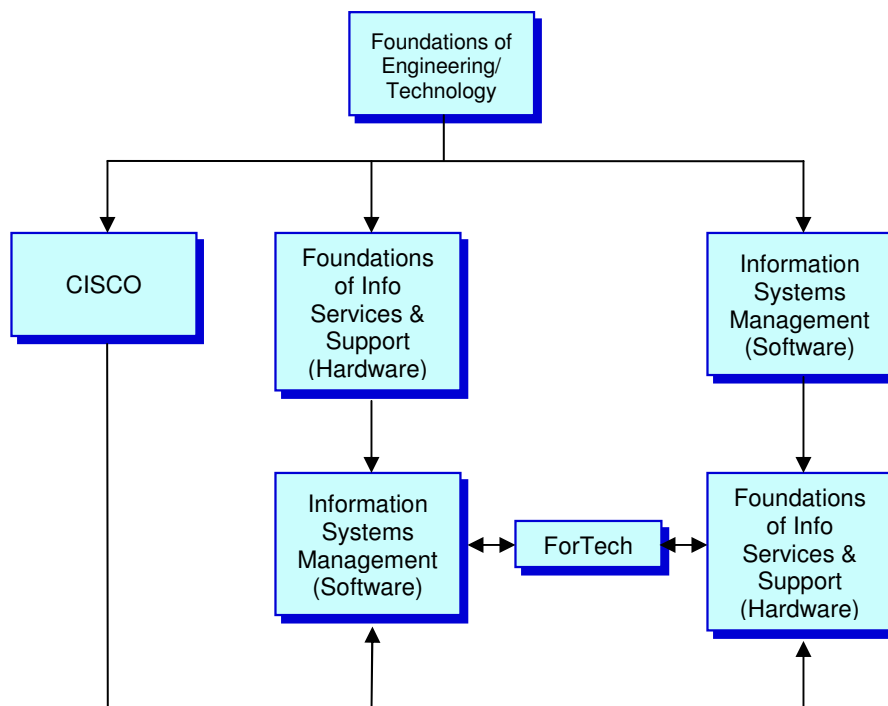 Foundations of
Engineering/
Technology
CISCO
Foundations
of Info
Services &
Support
(Hardware)
Information
Systems
Management
(Software)
Information
Systems
Management
(Software)
ForTech
Foundations
of Info
Services &
Support
(Hardware)